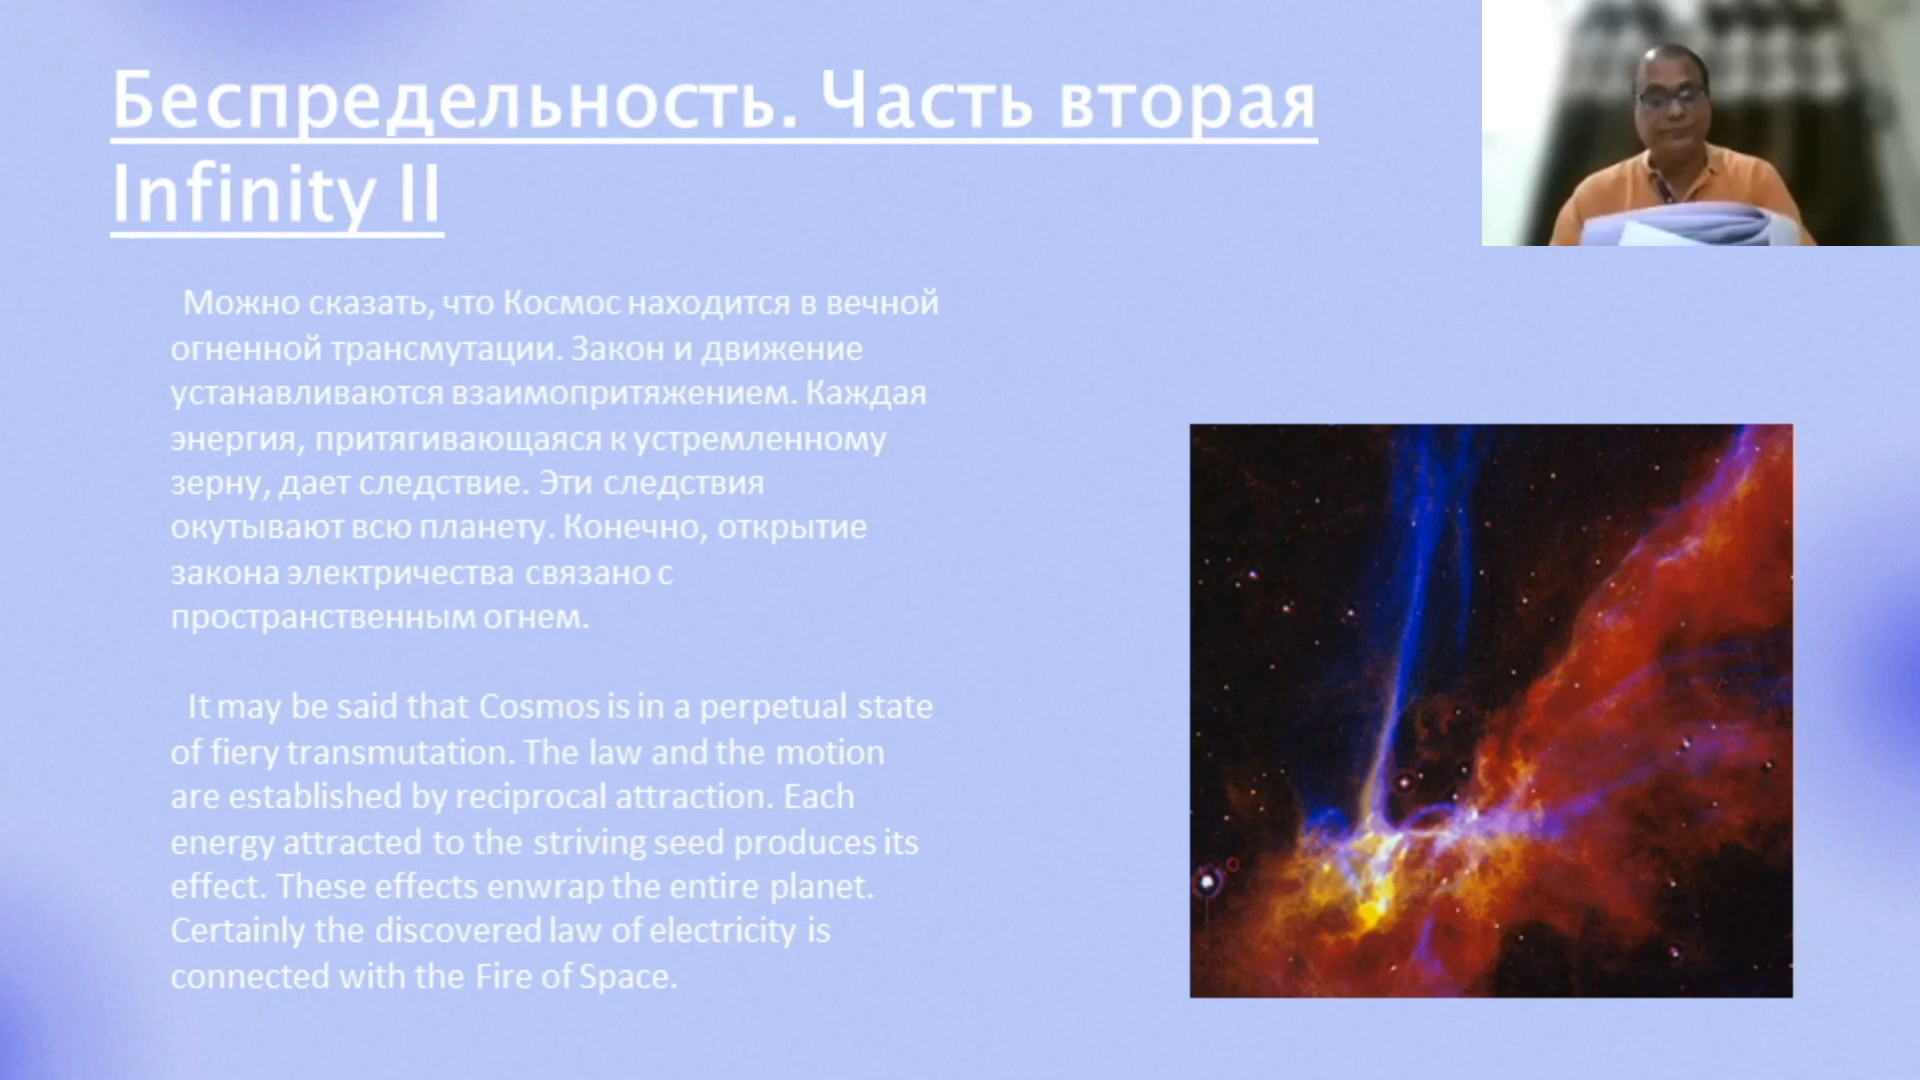 Беспредельность. Часть вторая
Infinity II
Можно сказать, что Космос находится в вечной
огненной трансмутации. Закон и движение
устанавливаются взаимопритяжением. Каждая
энергия, притягивающаяся к устремленному
зерну, дает следствие. Эти следствия
окутывают всю планету. Конечно, открытие
закона электричества связано с
пространственным огнем.
It may be said that Cosmos is in a perpetual state
of fiery transmutation. The law and the motion
are established by reciprocal attraction. Each
energy attracted to the striving seed produces its
effect. These effects enwrap the entire planet.
Certainly the discovered law of electricity is
connected with the Fire of Space.